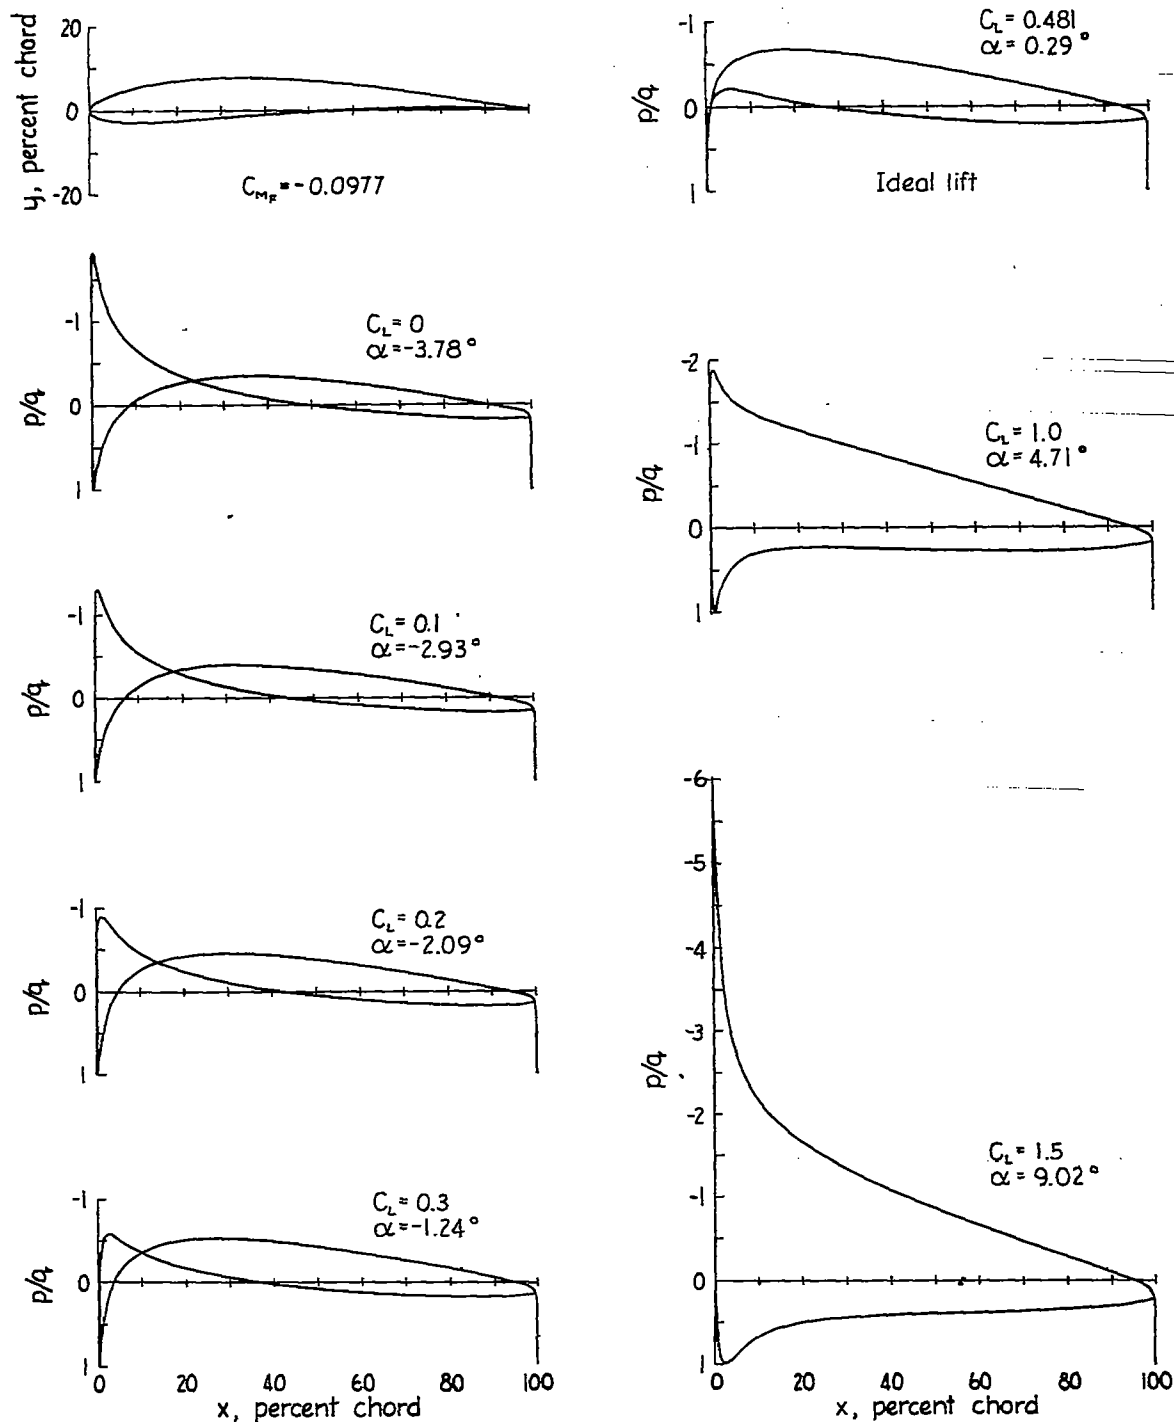 20
0
-20
y, percent chord
C_MF = -0.0977
-1
0
1
p/q
C_L = 0.481
α = 0.29°
Ideal lift
-1
0
1
p/q
C_L = 0
α = -3.78°
-2
-1
0
1
p/q
C_L = 1.0
α = 4.71°
-1
0
1
p/q
C_L = 0.1
α = -2.93°
-1
0
1
p/q
C_L = 0.2
α = -2.09°
-6
-5
-4
-3
-2
-1
0
1
p/q
C_L = 1.5
α = 9.02°
-1
0
1
p/q
C_L = 0.3
α = -1.24°
0 20 40 60 80 100
x, percent chord
0 20 40 60 80 100
x, percent chord